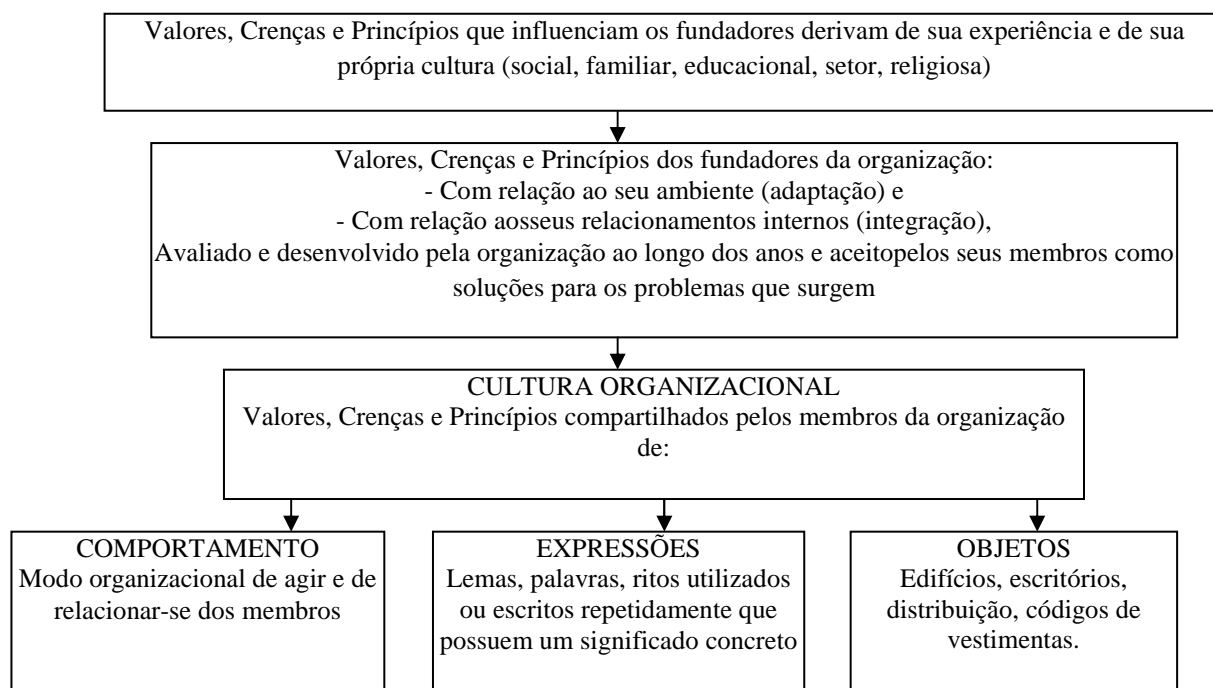 Valores, Crenças e Princípios que influenciam os fundadores derivam de sua experiência e de sua
própria cultura (social, familiar, educacional, setor, religiosa)
Valores, Crenças e Princípios dos fundadores da organização:
- Com relação ao seu ambiente (adaptação) e
- Com relação aosseus relacionamentos internos (integração),
Avaliado e desenvolvido pela organização ao longo dos anos e aceitopelos seus membros como
soluções para os problemas que surgem
CULTURA ORGANIZACIONAL
Valores, Crenças e Princípios compartilhados pelos membros da organização
de:
COMPORTAMENTO
Modo organizacional de agir e de
relacionar-se dos membros
EXPRESSÕES
Lemas, palavras, ritos utilizados
ou escritos repetidamente que
possuem um significado concreto
OBJETOS
Edifícios, escritórios,
distribuição, códigos de
vestimentas.